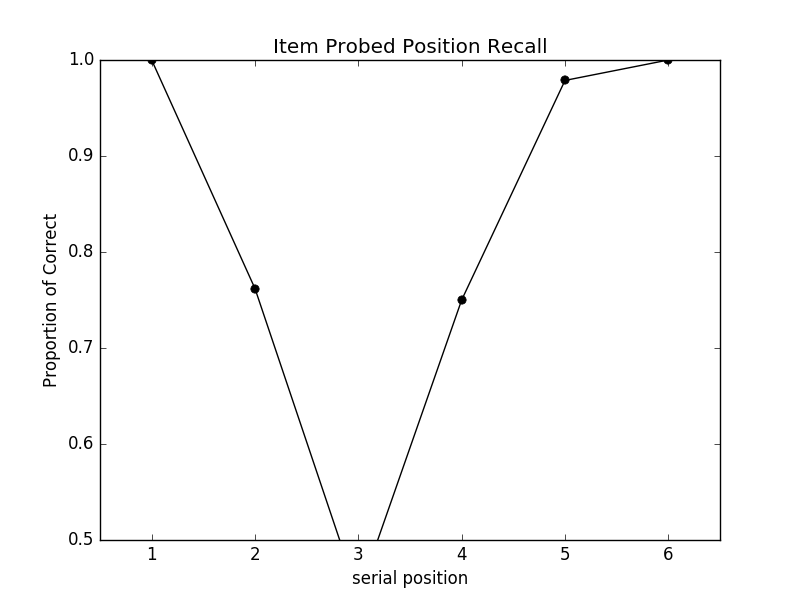 Item Probed Position Recall
1.0
0.9
0.8
0.7
0.6
0.5
Proportion of Correct
1 2 3 4 5 6
serial position